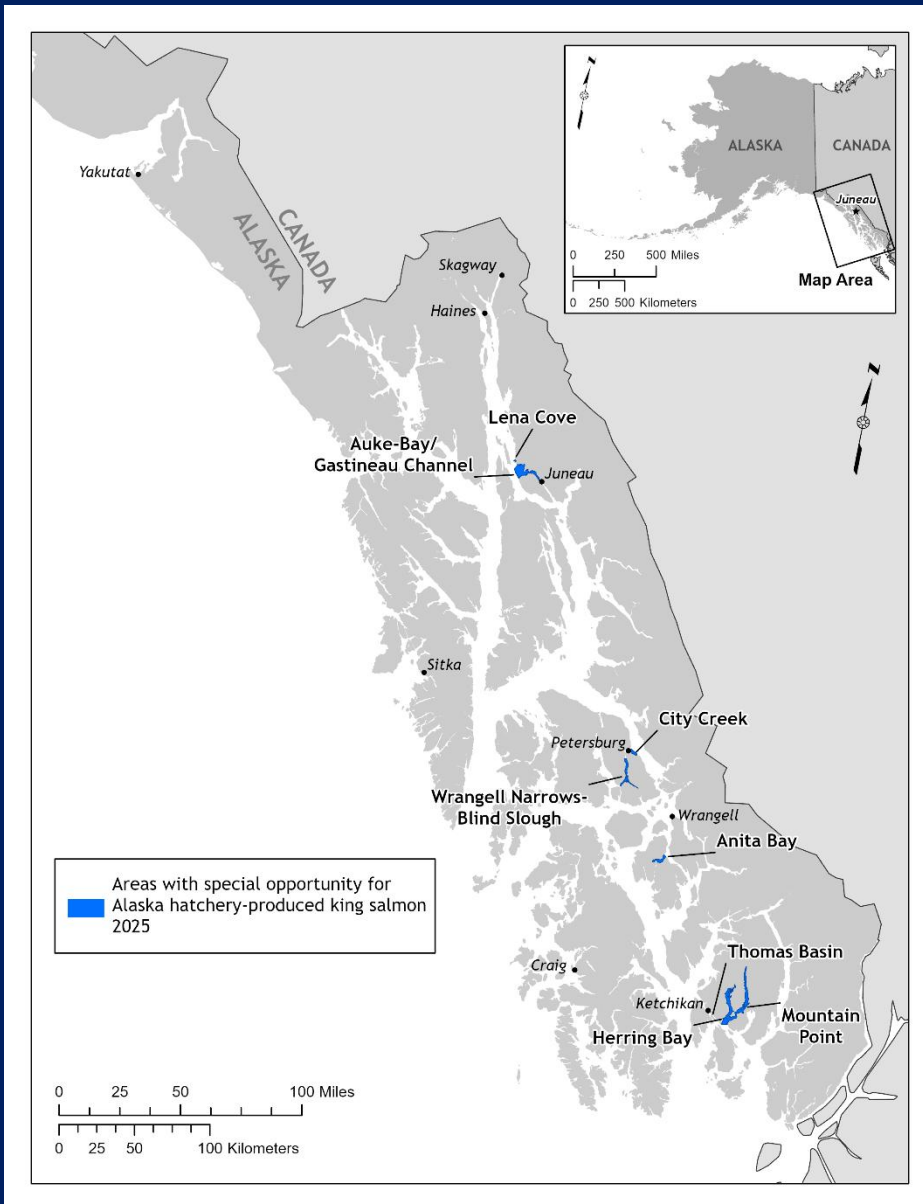 N
ALASKA
CANADA
Juneau
0 250 500 Miles
0 250 500 Kilometers
Map Area
Yakutat
CANADA
ALASKA
Skagway
Haines
N
Lena Cove
Auke-Bay/
Gastineau Channel
Juneau
Sitka
City Creek
Petersburg
Wrangell Narrows-
Blind Slough
Wrangell
Anita Bay
Areas with special opportunity for
Alaska hatchery-produced king salmon
2025
Craig
Thomas Basin
Ketchikan
Mountain
Point
Herring Bay
0 25 50 100 Miles
0 25 50 100 Kilometers